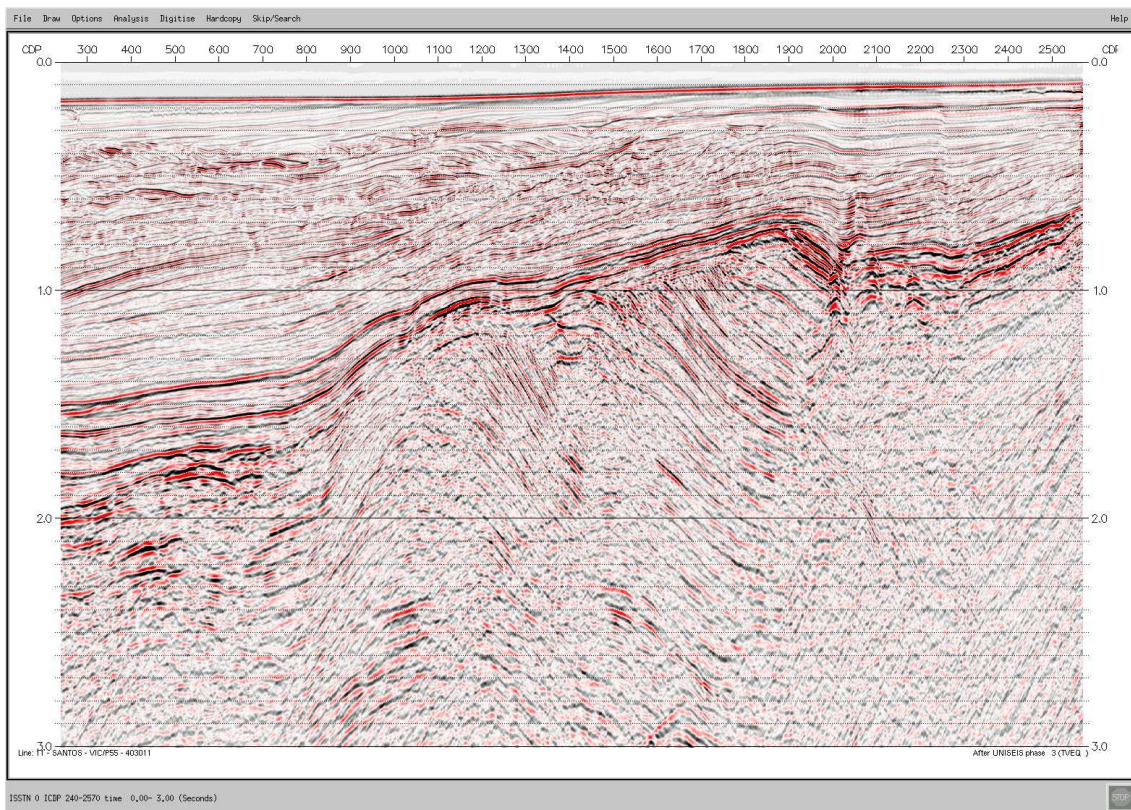 File Draw Options Analysis Digitise Hardcopy Skip/Search Help
CDP 300 400 500 600 700 800 900 1000 1100 1200 1300 1400 1500 1600 1700 1800 1900 2000 2100 2200 2300 2400 2500 CDP
0.0 0.0
1.0 1.0
2.0 2.0
3.0 3.0
Line: - SANTOS - VIC/P55 - 403011 After UNISEIS phase 3 (TVEQ )
ISSTN 0 ICDP 240-2570 time 0.00- 3.00 (Seconds) STOP